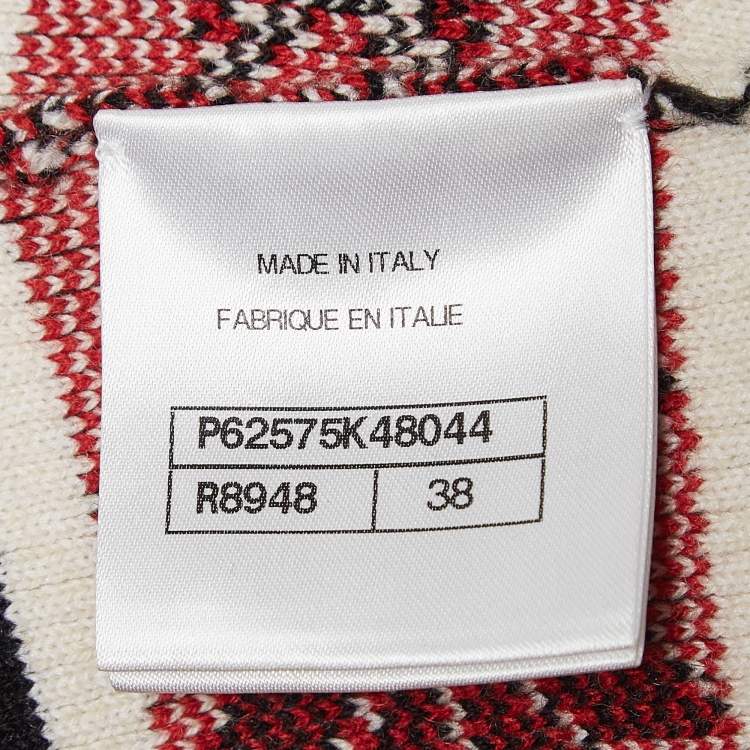 MADE IN ITALY
FABRIQUE EN ITALIE
P62575K48044
R8948 38